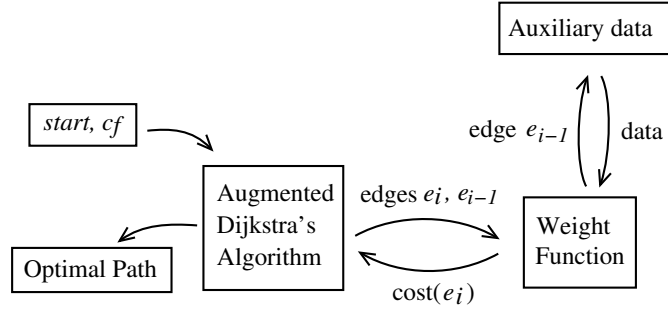 Auxiliary data
start, cf
edge e_{i-1}
data
Augmented
Dijkstra's
Algorithm
edges e_i, e_{i-1}
Weight
Function
Optimal Path
cost(e_i)